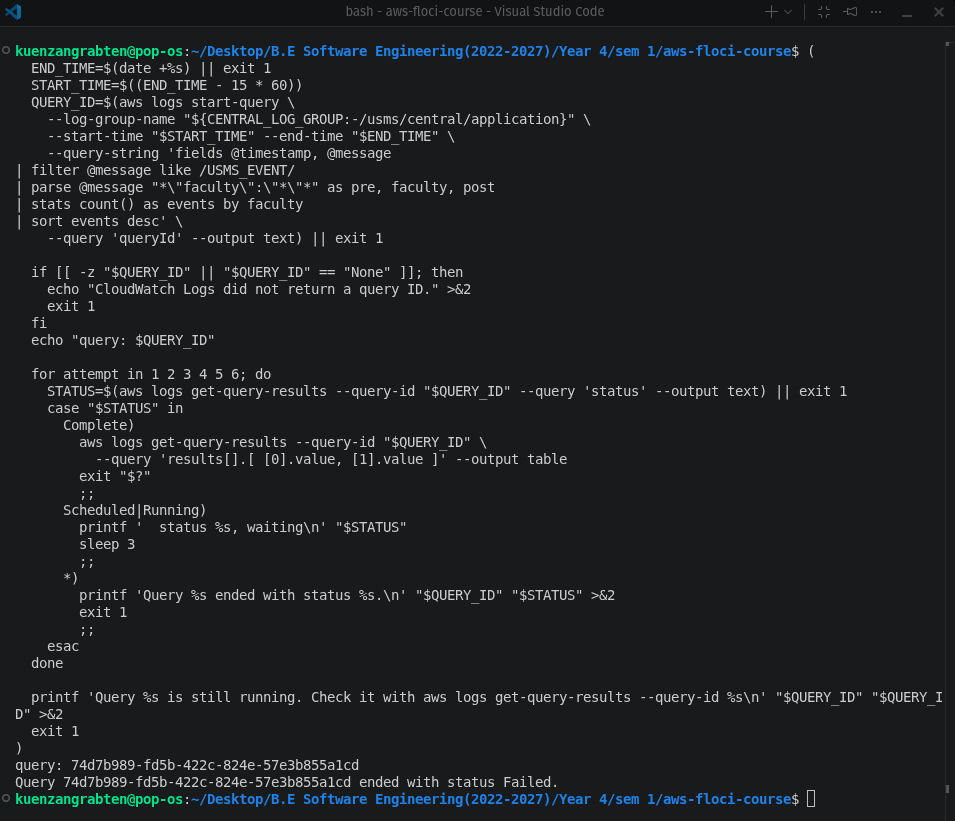 bash - aws-floci-course - Visual Studio Code
kuenzangrabten@pop-os:~/Desktop/B.E Software Engineering(2022-2027)/Year 4/sem 1/aws-floci-course$ (
  END_TIME=$(date +%s) || exit 1
  START_TIME=$((END_TIME - 15 * 60))
  QUERY_ID=$(aws logs start-query \
    --log-group-name "${CENTRAL_LOG_GROUP:-/usms/central/application}" \
    --start-time "$START_TIME" --end-time "$END_TIME" \
    --query-string 'fields @timestamp, @message
| filter @message like /USMS_EVENT/
| parse @message "*\"faculty\":\"*\"*" as pre, faculty, post
| stats count() as events by faculty
| sort events desc' \
    --query 'queryId' --output text) || exit 1

  if [[ -z "$QUERY_ID" || "$QUERY_ID" == "None" ]]; then
    echo "CloudWatch Logs did not return a query ID." >&2
    exit 1
  fi
  echo "query: $QUERY_ID"

  for attempt in 1 2 3 4 5 6; do
    STATUS=$(aws logs get-query-results --query-id "$QUERY_ID" --query 'status' --output text) || exit 1
    case "$STATUS" in
      Complete)
        aws logs get-query-results --query-id "$QUERY_ID" \
          --query 'results[].[ [0].value, [1].value ]' --output table
        exit "$?"
        ;;
      Scheduled|Running)
        printf '  status %s, waiting\n' "$STATUS"
        sleep 3
        ;;
      *)
        printf 'Query %s ended with status %s.\n' "$QUERY_ID" "$STATUS" >&2
        exit 1
        ;;
    esac
  done

  printf 'Query %s is still running. Check it with aws logs get-query-results --query-id %s\n' "$QUERY_ID" "$QUERY_I
D" >&2
  exit 1
)
query: 74d7b989-fd5b-422c-824e-57e3b855a1cd
Query 74d7b989-fd5b-422c-824e-57e3b855a1cd ended with status Failed.
kuenzangrabten@pop-os:~/Desktop/B.E Software Engineering(2022-2027)/Year 4/sem 1/aws-floci-course$